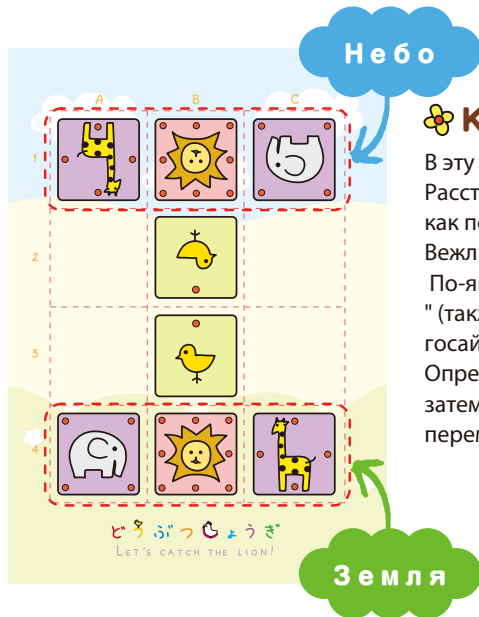 Небо
A B C
1
2
3
4
どうぶつしょうぎ
LET'S CATCH THE LION!
Земля
К
В эту
Расст
как по
Вежл
По-яп
" (такж
госай
Опре
затем
перем